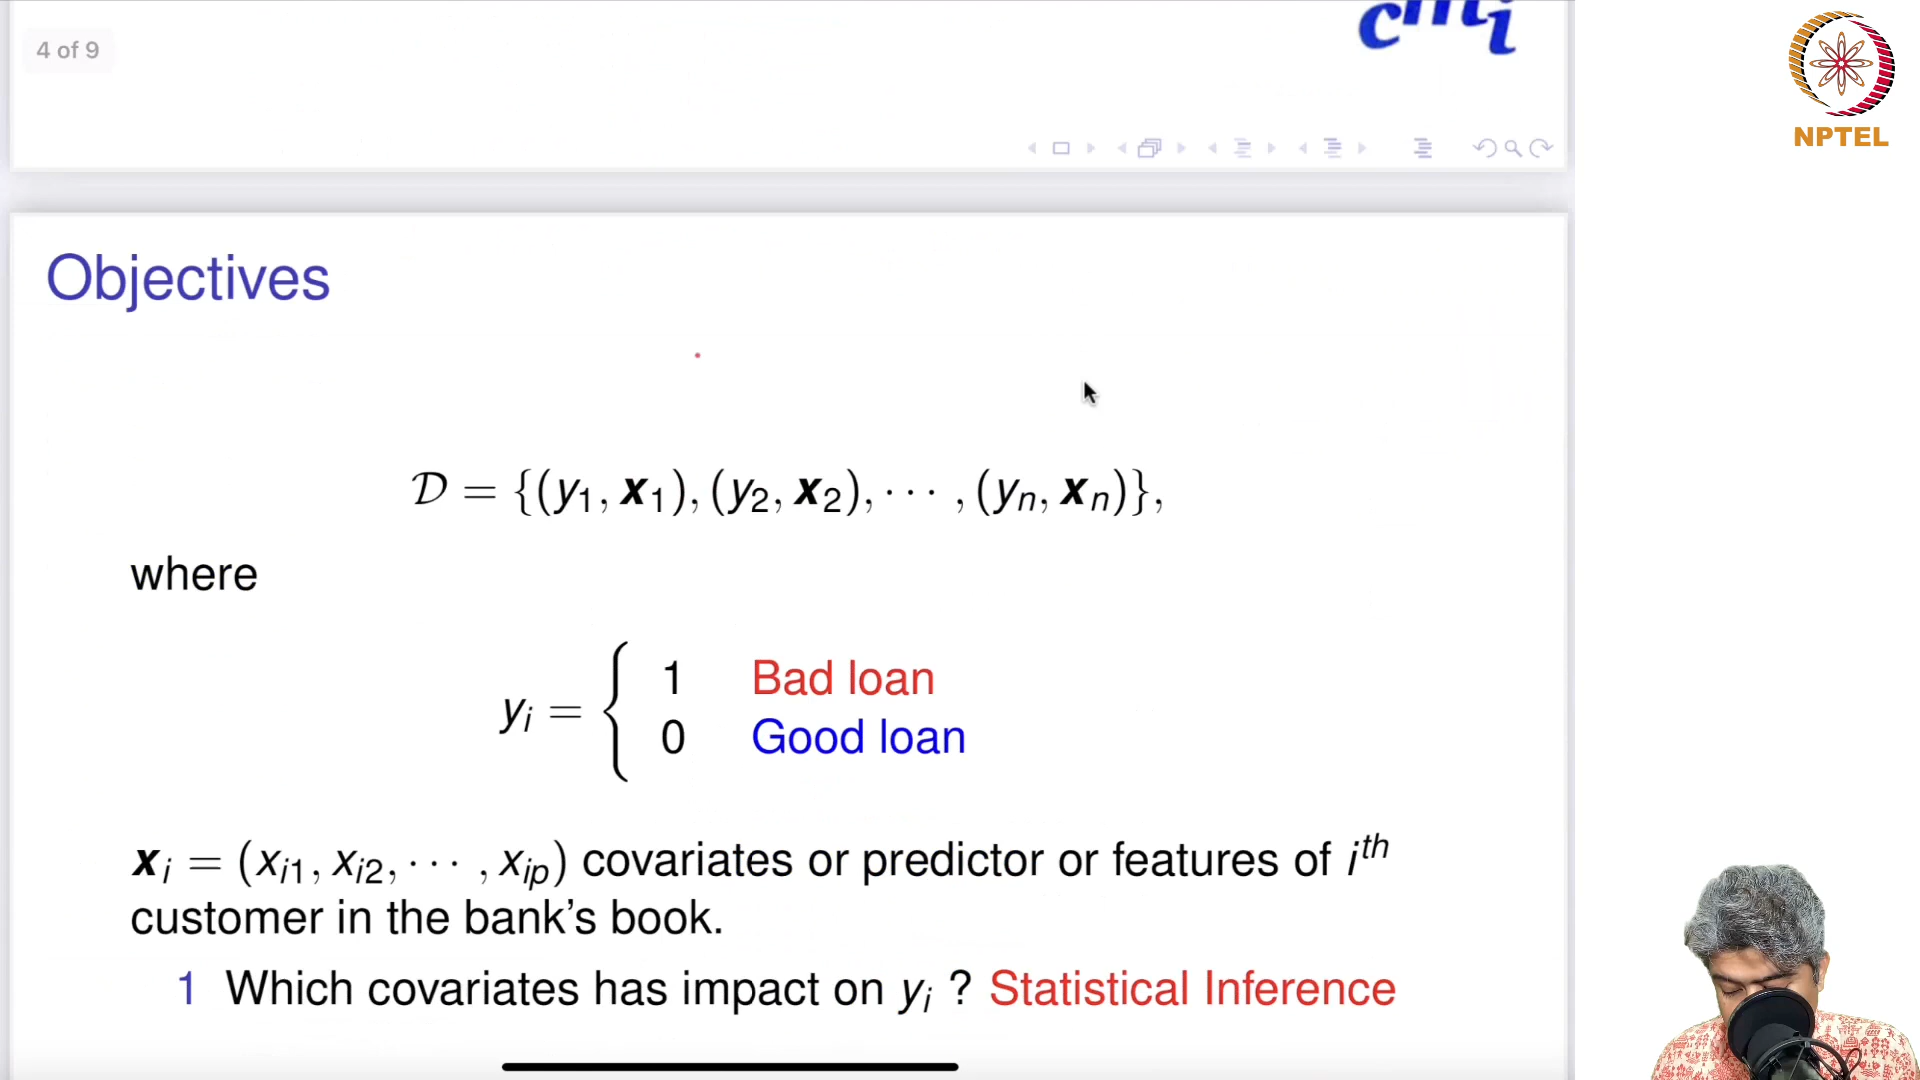 4 of 9
cmi
NPTEL
Objectives
𝒟 = {(y₁, 𝒙₁), (y₂, 𝒙₂), ⋯ , (yₙ, 𝒙ₙ)},
where
yᵢ = { 1 Bad loan
0 Good loan
𝒙ᵢ = (xᵢ₁, xᵢ₂, ⋯ , xᵢₚ) covariates or predictor or features of iᵗʰ
customer in the bank's book.
1 Which covariates has impact on yᵢ ? Statistical Inference